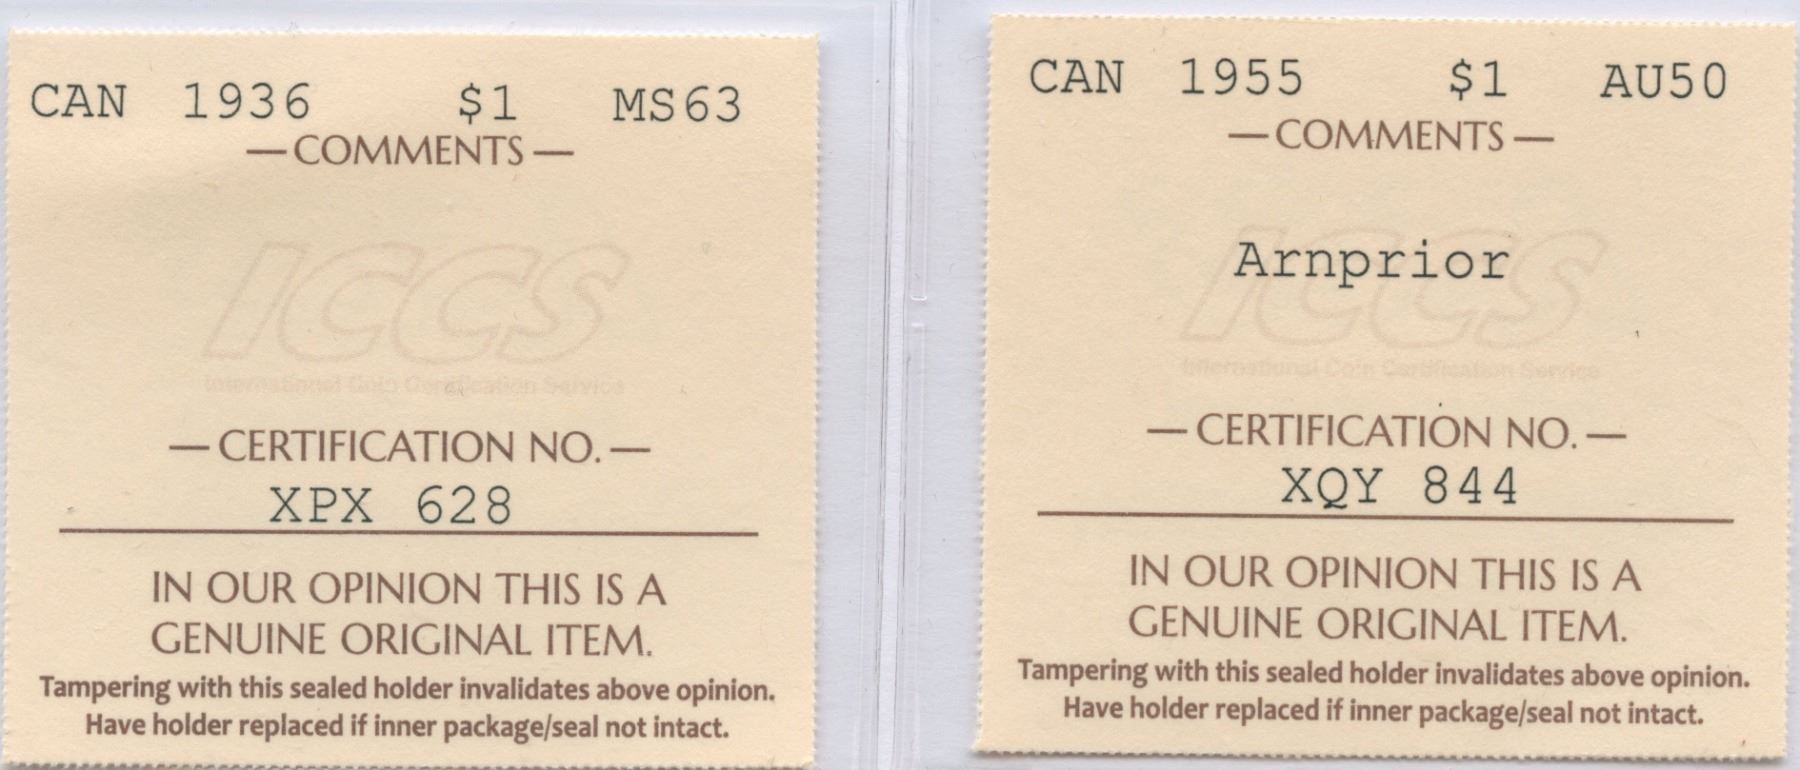 CAN 1936 $1 MS63
— COMMENTS —
ICCS
International Coin Certification Service
— CERTIFICATION NO. —
XPX 628
IN OUR OPINION THIS IS A
GENUINE ORIGINAL ITEM.
Tampering with this sealed holder invalidates above opinion.
Have holder replaced if inner package/seal not intact.
CAN 1955 $1 AU50
— COMMENTS —
Arnprior
ICCS
International Coin Certification Service
— CERTIFICATION NO. —
XQY 844
IN OUR OPINION THIS IS A
GENUINE ORIGINAL ITEM.
Tampering with this sealed holder invalidates above opinion.
Have holder replaced if inner package/seal not intact.